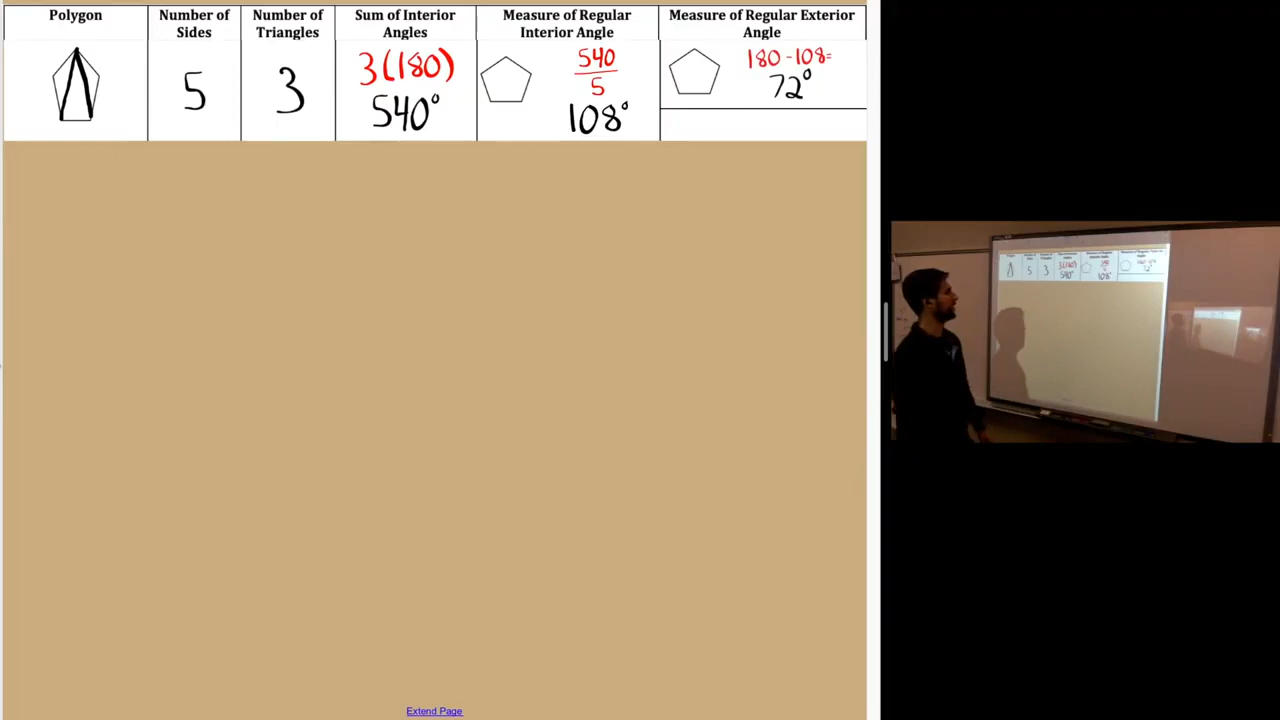 Polygon
Number of Sides
Number of Triangles
Sum of Interior Angles
Measure of Regular Interior Angle
Measure of Regular Exterior Angle
5
3
3(180)
540°
540
5
108°
180-108=
72°
Extend Page